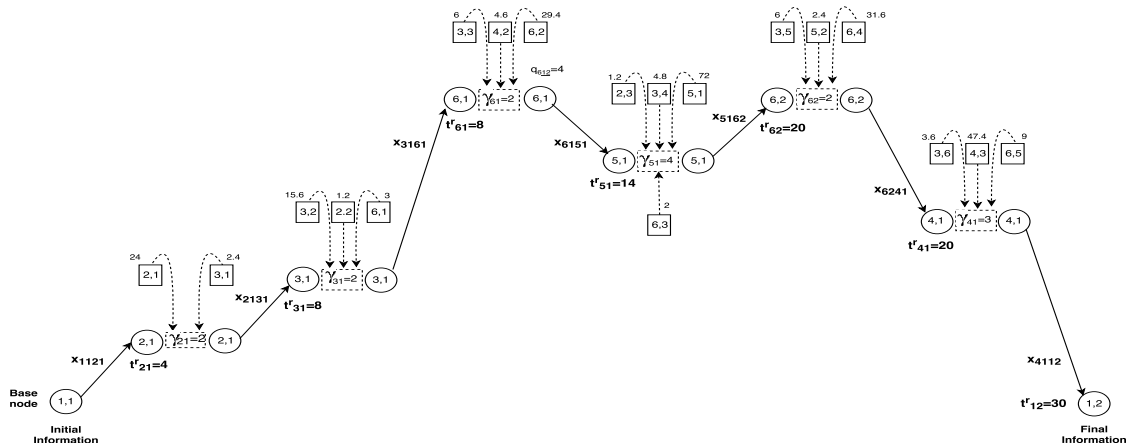 6
4.6
29.4
3,3
4,2
6,2
q612=4
6,1
γ61=2
6,1
t^r61=8
6
2.4
31.6
3,5
5,2
6,4
6,2
γ62=2
6,2
t^r62=20
1.2
4.8
72
2,3
3,4
5,1
5,1
γ51=4
5,1
t^r51=14
2
6,3
3.6
47.4
9
3,6
4,3
6,5
4,1
γ41=3
4,1
t^r41=20
x3161
x6151
x5162
x6241
15.6
1.2
3
3,2
2.2
6,1
3,1
γ31=2
3,1
t^r31=8
24
2.4
2,1
3,1
2,1
γ21=2
2,1
t^r21=4
x2131
x1121
x4112
Base
node
1,1
Initial
Information
t^r12=30
1,2
Final
Information